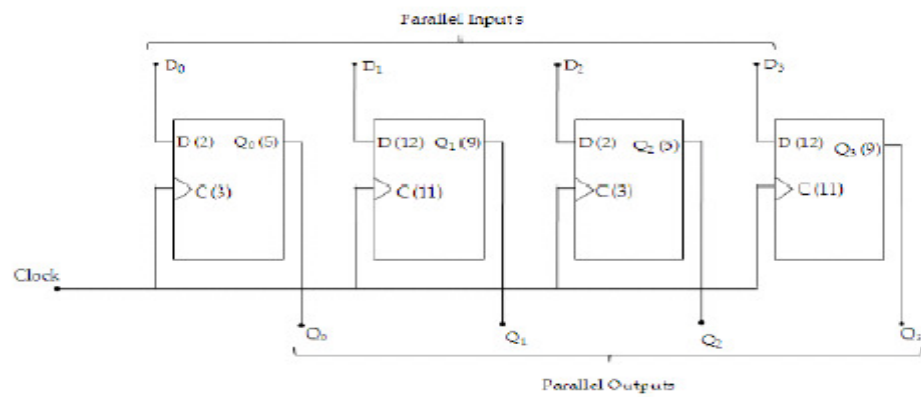 Parallel Inputs
D₀ D₁ D₂ D₃
D (2) Q₀ (5) D (12) Q₁ (9) D (2) Q₂ (5) D (12) Q₃ (9)
C (3) C (11) C (3) C (11)
Clock
Q₀ Q₁ Q₂ Q₃
Parallel Outputs